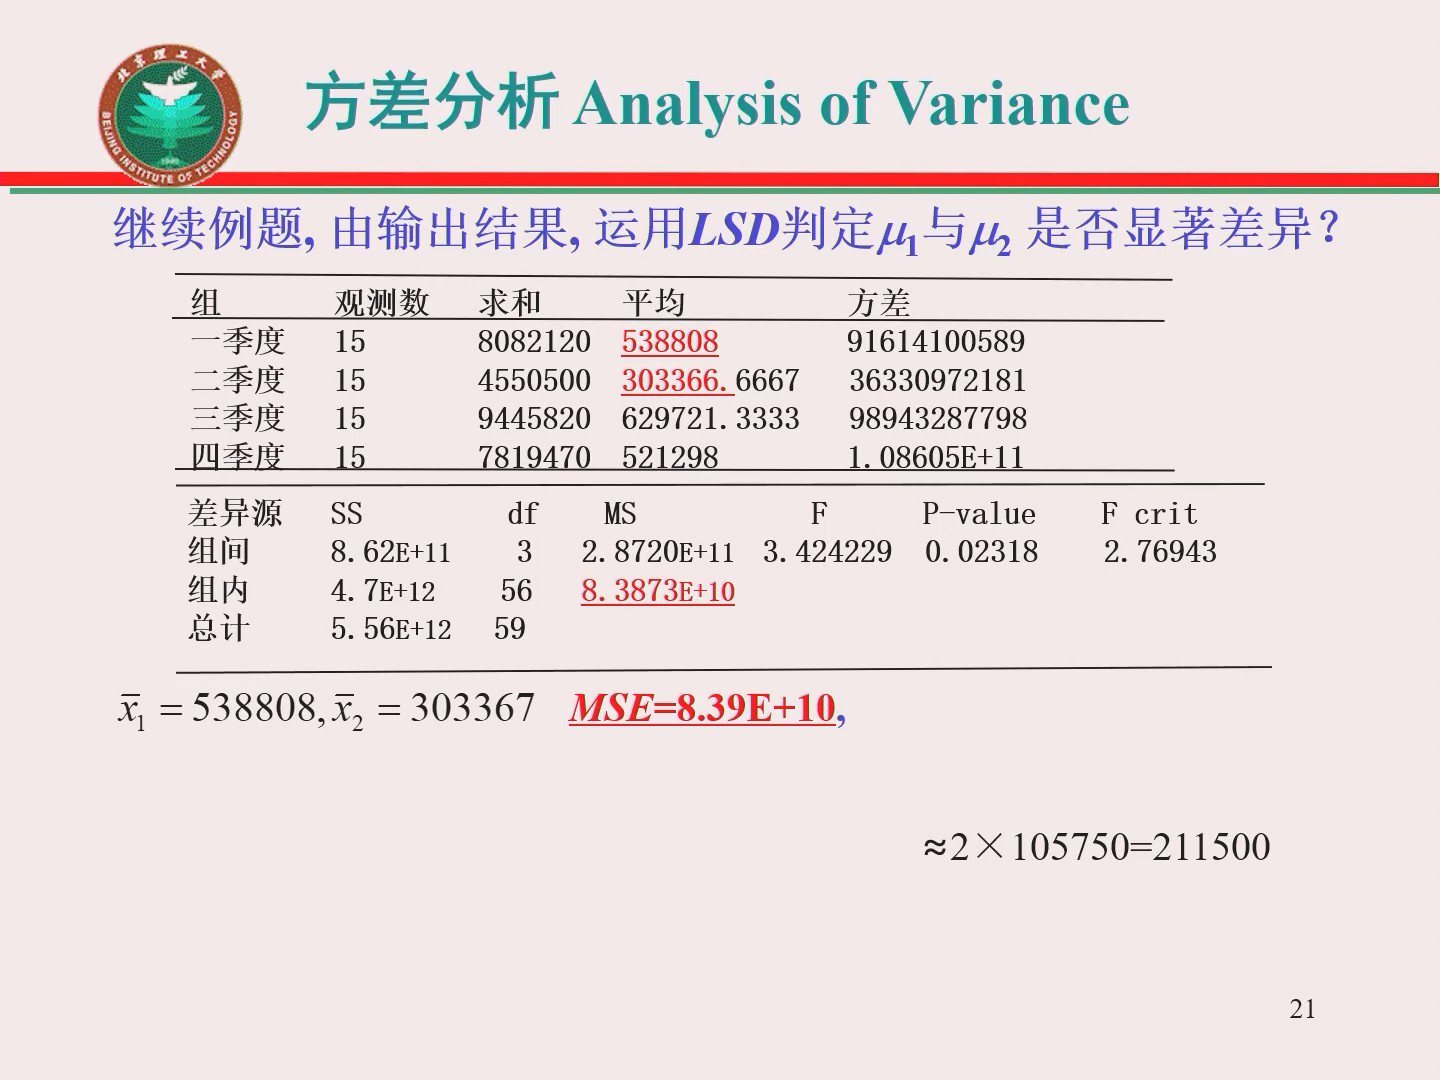 北京理工大学
BEIJING INSTITUTE OF TECHNOLOGY
1940
方差分析 Analysis of Variance
继续例题, 由输出结果, 运用LSD判定μ1与μ2 是否显著差异?
组 观测数 求和 平均 方差
一季度 15 8082120 538808 91614100589
二季度 15 4550500 303366.6667 36330972181
三季度 15 9445820 629721.3333 98943287798
四季度 15 7819470 521298 1.08605E+11
差异源 SS df MS F P-value F crit
组间 8.62E+11 3 2.8720E+11 3.424229 0.02318 2.76943
组内 4.7E+12 56 8.3873E+10
总计 5.56E+12 59
x̅1 = 538808, x̅2 = 303367 MSE=8.39E+10,
≈2×105750=211500
21